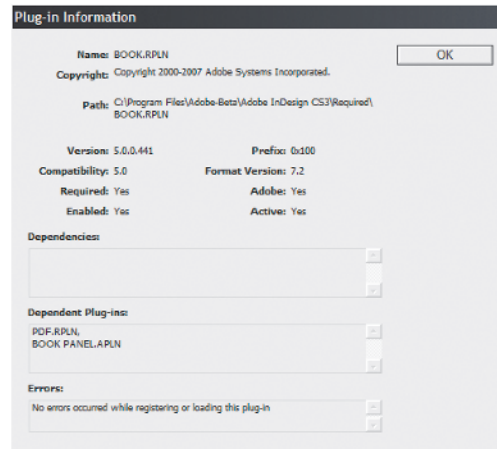 Plug-in Information
Name: BOOK.RPLN
OK
Copyright: Copyright 2000-2007 Adobe Systems Incorporated.
Path: C:\Program Files\Adobe-Beta\Adobe InDesign CS3\Required\
BOOK.RPLN
Version: 5.0.0.441 Prefix: 0x100
Compatibility: 5.0 Format Version: 7.2
Required: Yes Adobe: Yes
Enabled: Yes Active: Yes
Dependencies:
Dependent Plug-ins:
PDF.RPLN,
BOOK PANEL.APLN
Errors:
No errors occurred while registering or loading this plug-in